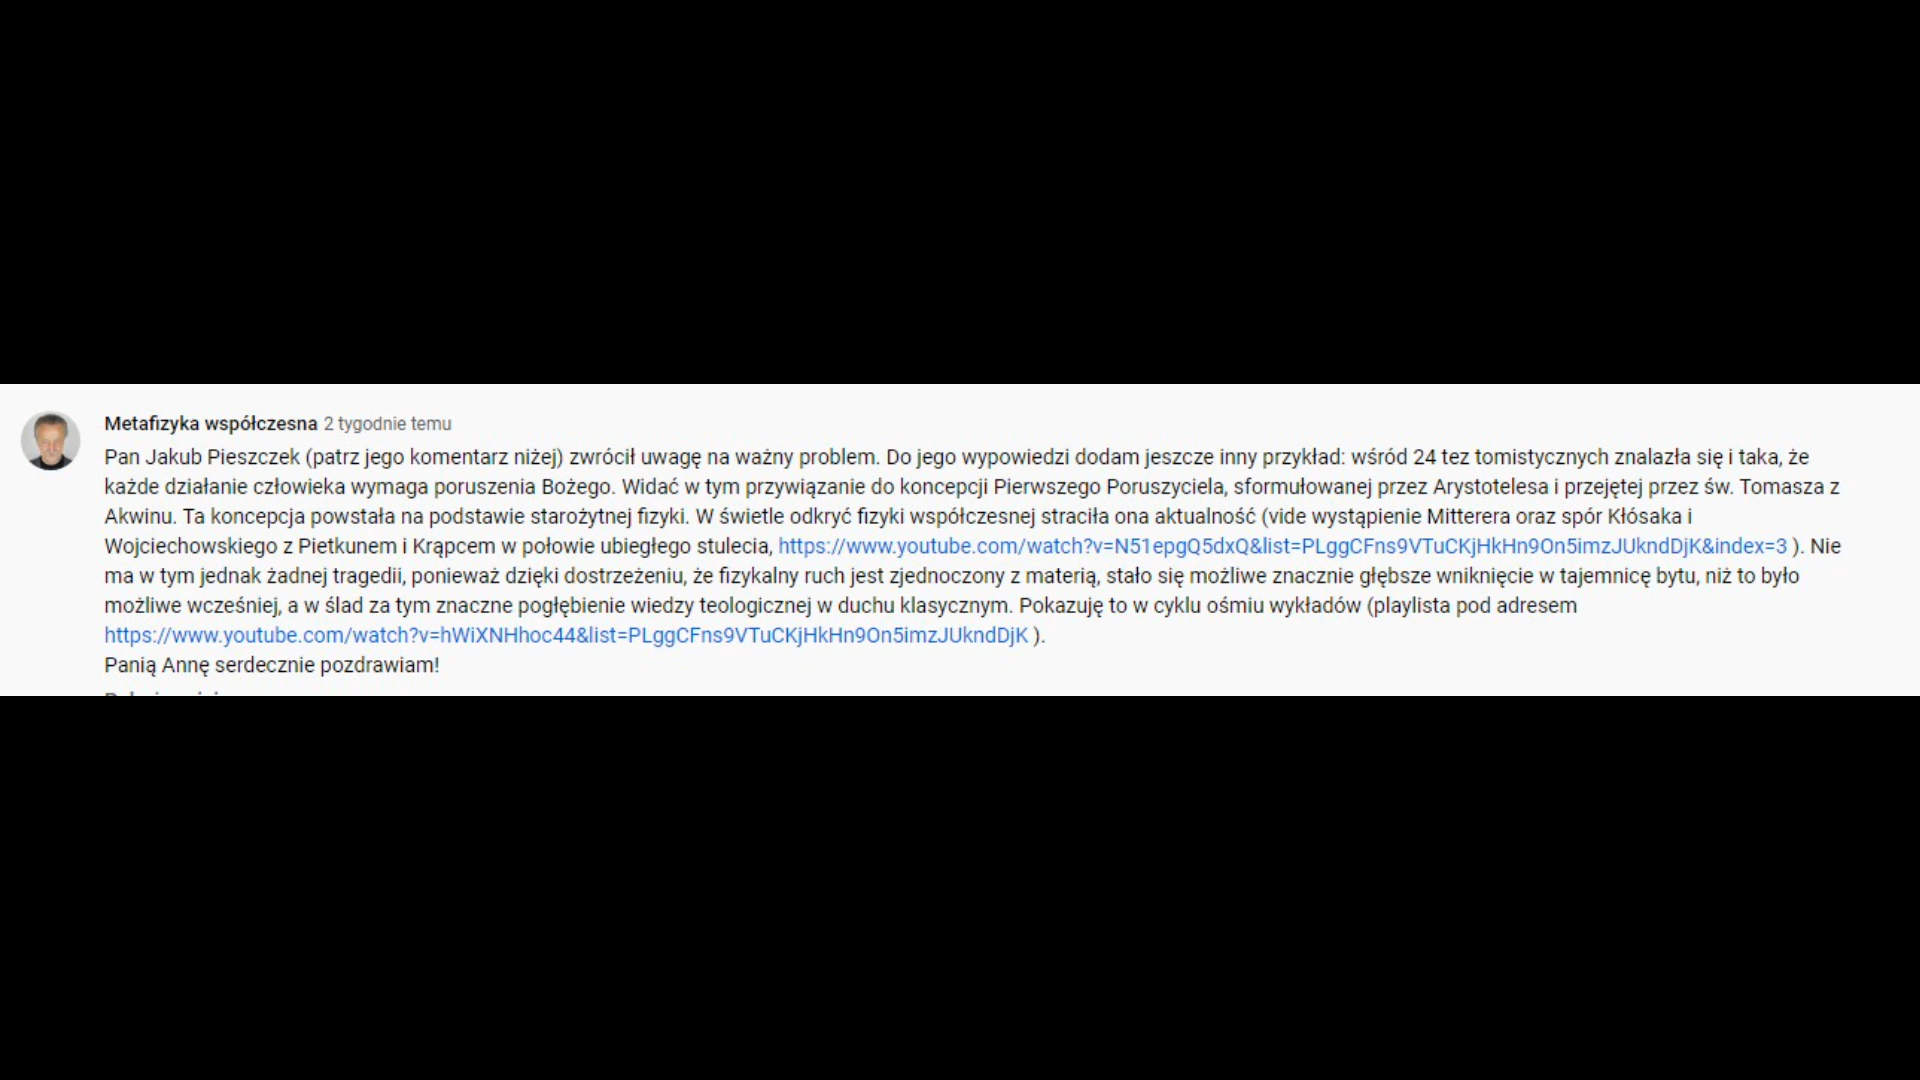 Metafizyka współczesna 2 tygodnie temu
Pan Jakub Pieszczek (patrz jego komentarz niżej) zwrócił uwagę na ważny problem. Do jego wypowiedzi dodam jeszcze inny przykład: wśród 24 tez tomistycznych znalazła się i taka, że
każde działanie człowieka wymaga poruszenia Bożego. Widać w tym przywiązanie do koncepcji Pierwszego Poruszyciela, sformułowanej przez Arystotelesa i przejętej przez św. Tomasza z
Akwinu. Ta koncepcja powstała na podstawie starożytnej fizyki. W świetle odkryć fizyki współczesnej straciła ona aktualność (vide wystąpienie Mitterera oraz spór Kłósaka i
Wojciechowskiego z Pietkunem i Krąpcem w połowie ubiegłego stulecia, https://www.youtube.com/watch?v=N51epgQ5dxQ&list=PLggCFns9VTuCKjHkHn9On5imzJUkndDjK&index=3 ). Nie
ma w tym jednak żadnej tragedii, ponieważ dzięki dostrzeżeniu, że fizykalny ruch jest zjednoczony z materią, stało się możliwe znacznie głębsze wniknięcie w tajemnicę bytu, niż to było
możliwe wcześniej, a w ślad za tym znaczne pogłębienie wiedzy teologicznej w duchu klasycznym. Pokazuję to w cyklu ośmiu wykładów (playlista pod adresem
https://www.youtube.com/watch?v=hWiXNHhoc44&list=PLggCFns9VTuCKjHkHn9On5imzJUkndDjK ).
Panią Annę serdecznie pozdrawiam!